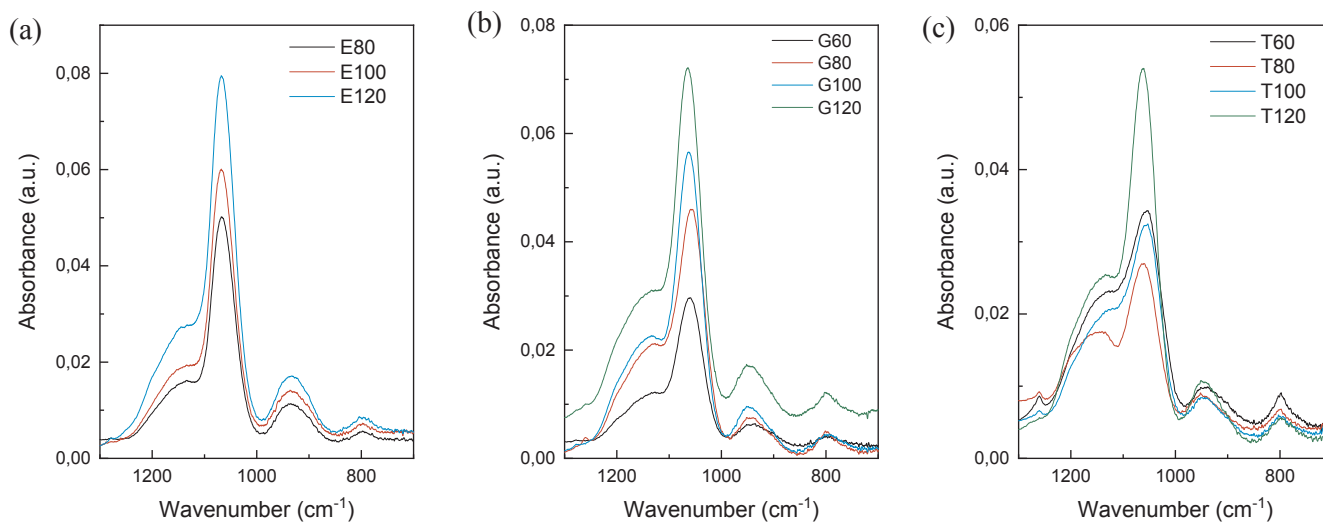 (a)
E80
E100
E120
0,08
0,06
0,04
0,02
0,00
Absorbance (a.u.)
1200 1000 800
Wavenumber (cm⁻¹)
(b)
G60
G80
G100
G120
0,08
0,06
0,04
0,02
0,00
Absorbance (a.u.)
1200 1000 800
Wavenumber (cm⁻¹)
(c)
T60
T80
T100
T120
0,06
0,04
0,02
0,00
Absorbance (a.u.)
1200 1000 800
Wavenumber (cm⁻¹)